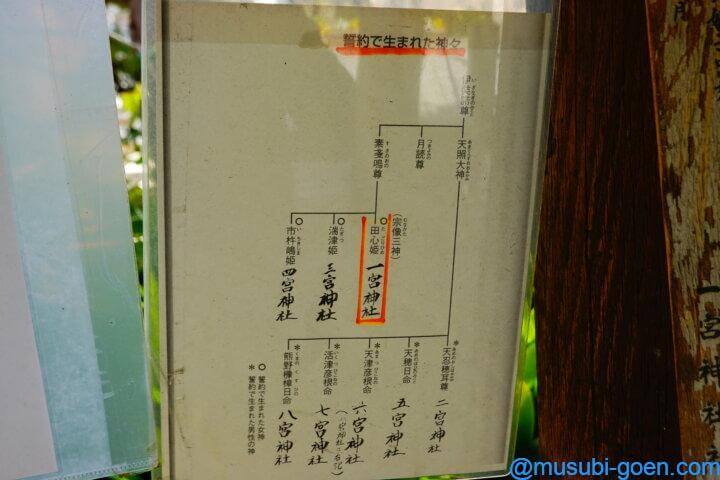 誓約で生まれた神々
尊
天照大神
月読尊
素戔嗚尊
(宗像三神)
田心姫 一宮神社
湍津姫 三宮神社
市杵嶋姫 四宮神社
*天忍穂耳尊 二宮神社
*天穂日命 五宮神社
*天津彦根命 六宮神社
*活津彦根命 七宮神社
*熊野櫲樟日命 八宮神社
○ 誓約で生まれた女神
* 誓約で生まれた男性の神
一宮神社
@musubi-goen.com